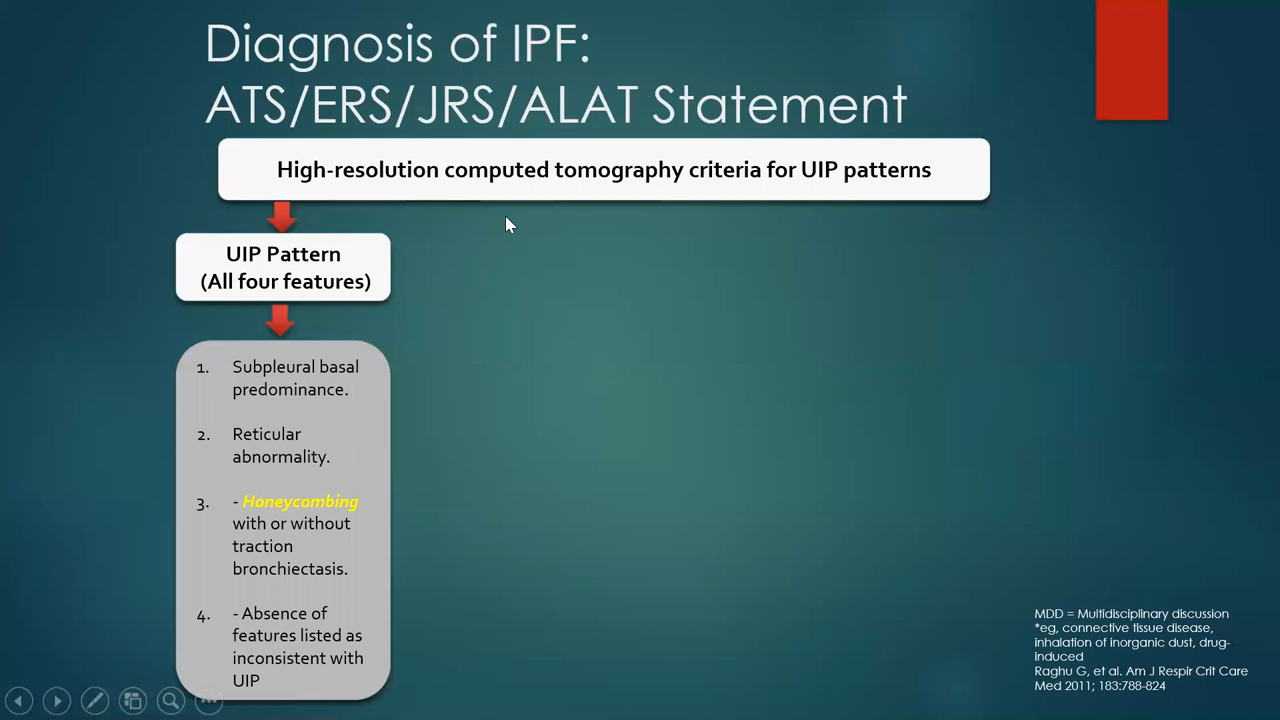 Diagnosis of IPF:
ATS/ERS/JRS/ALAT Statement
High-resolution computed tomography criteria for UIP patterns
UIP Pattern
(All four features)
1. Subpleural basal
predominance.
2. Reticular
abnormality.
3. - Honeycombing
with or without
traction
bronchiectasis.
4. - Absence of
features listed as
inconsistent with
UIP
MDD = Multidisciplinary discussion
*eg, connective tissue disease,
inhalation of inorganic dust, drug-
induced
Raghu G, et al. Am J Respir Crit Care
Med 2011; 183:788-824